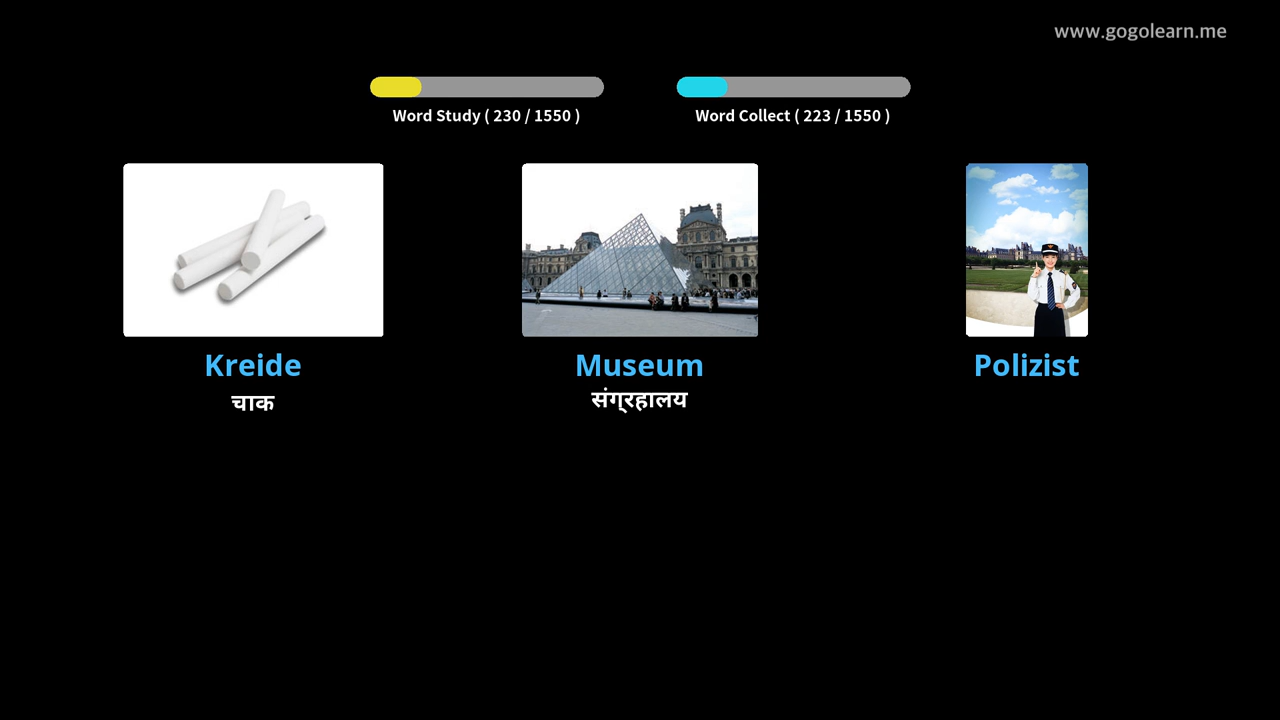 www.gogolearn.me
Word Study ( 230 / 1550 )
Word Collect ( 223 / 1550 )
Kreide
चाक
Museum
संग्रहालय
Polizist